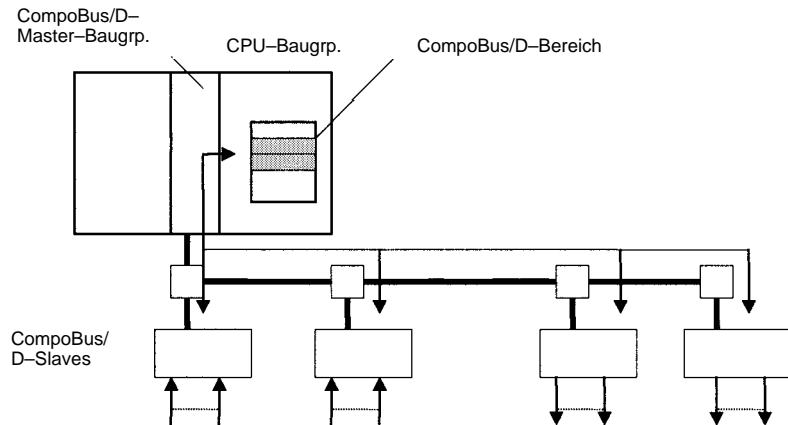 CompoBus/D–
Master–Baugrp.
CPU–Baugrp.
CompoBus/D–Bereich
CompoBus/
D–Slaves